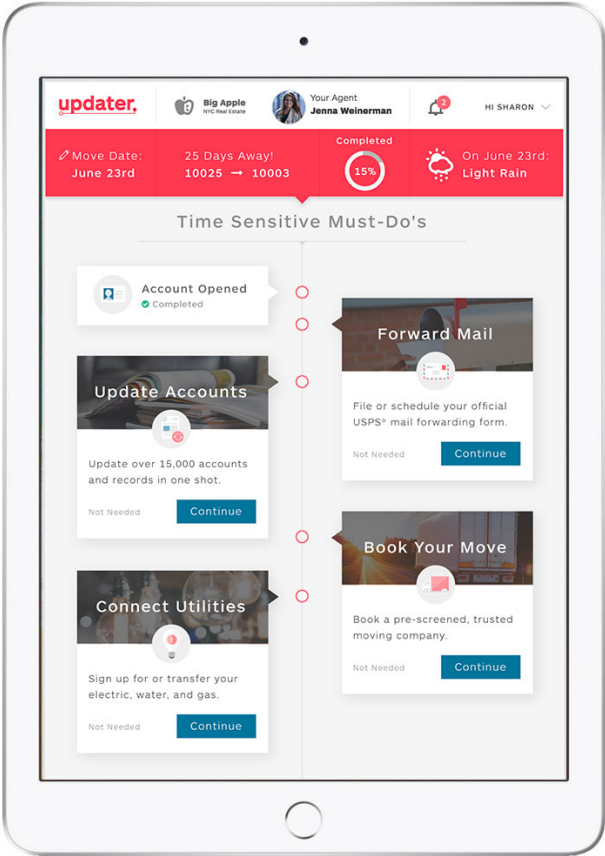 updater.
Big Apple
NYC Real Estate
Your Agent
Jenna Weinerman
2
HI SHARON
Move Date:
June 23rd
25 Days Away!
10025 → 10003
Completed
15%
On June 23rd:
Light Rain
Time Sensitive Must-Do's
Account Opened
Completed
Forward Mail
File or schedule your official
USPS® mail forwarding form.
Not Needed
Continue
Update Accounts
Update over 15,000 accounts
and records in one shot.
Not Needed
Continue
Book Your Move
Book a pre-screened, trusted
moving company.
Not Needed
Continue
Connect Utilities
Sign up for or transfer your
electric, water, and gas.
Not Needed
Continue